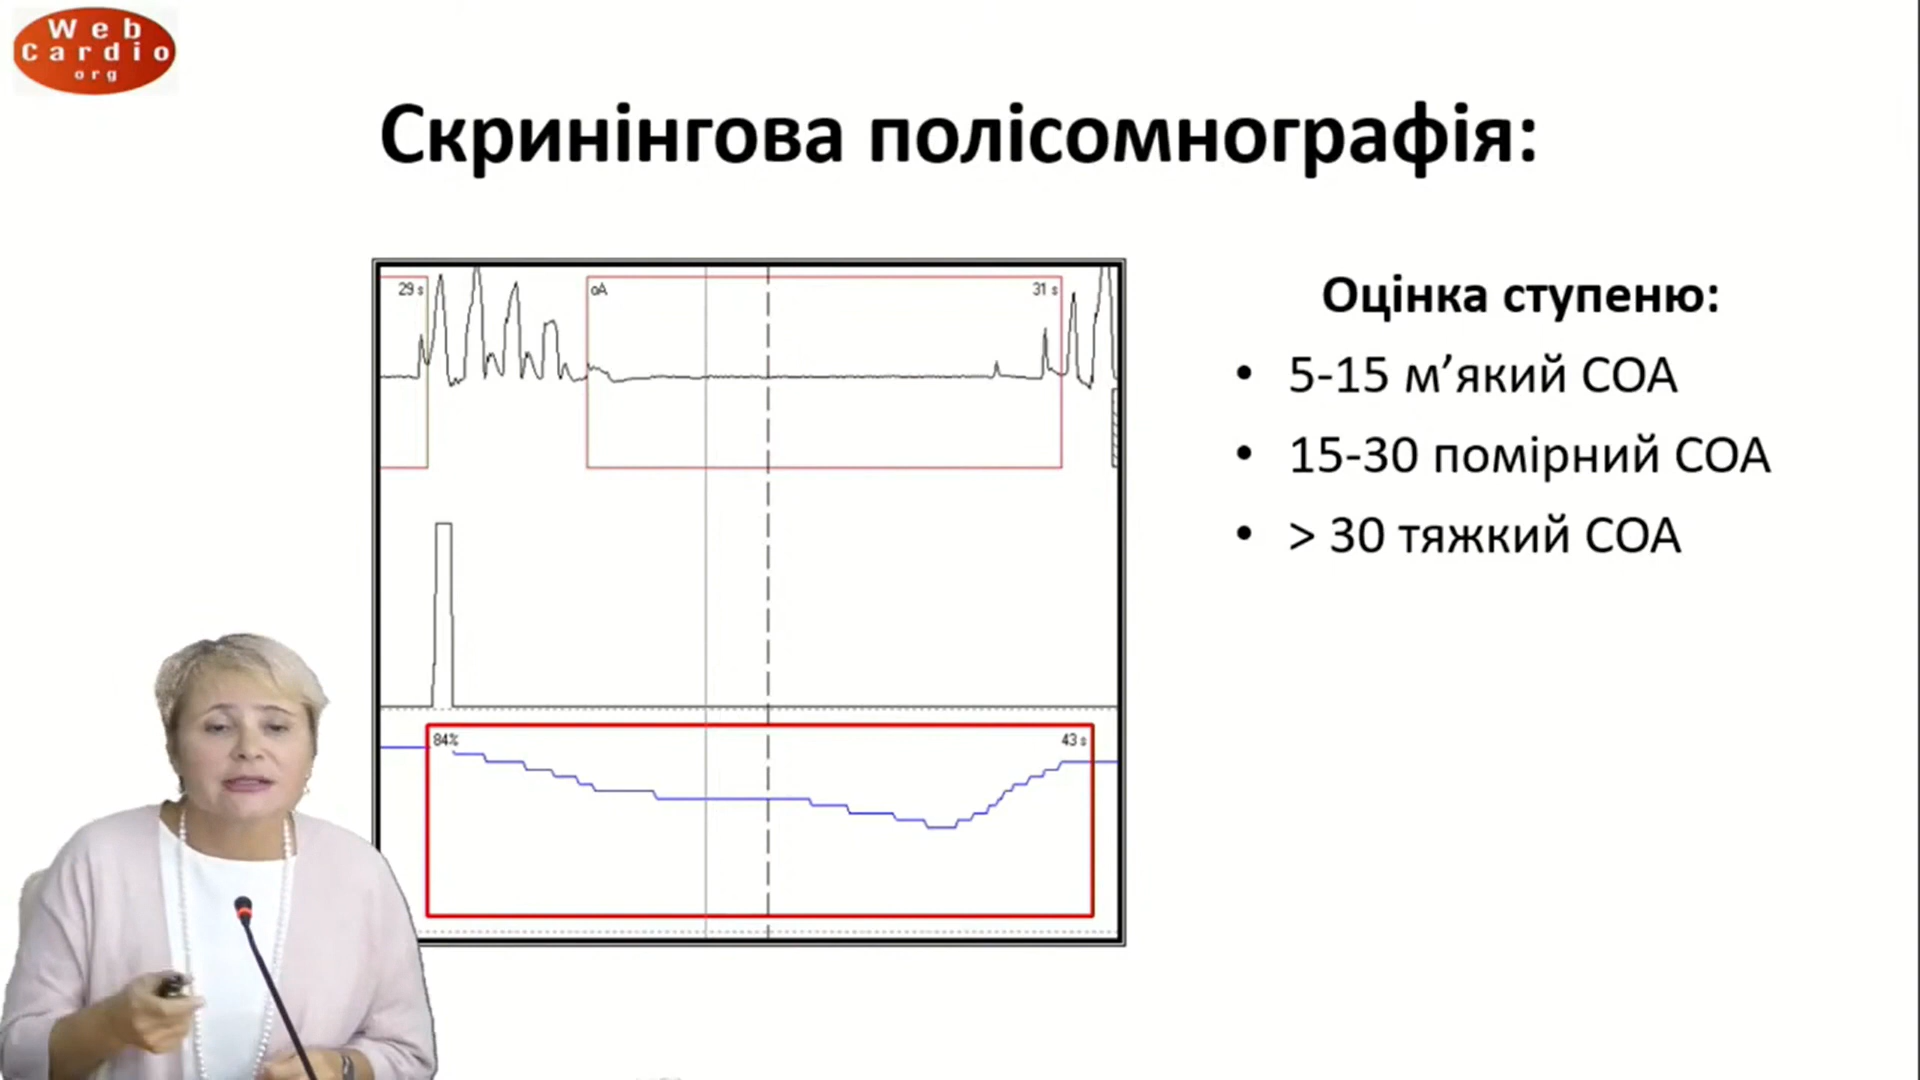 Web
Cardio
org
Скринінгова полісомнографія:
29 s
oA
31 s
84%
43 s
Оцінка ступеню:
• 5-15 м’який СОА
• 15-30 помірний СОА
• > 30 тяжкий СОА